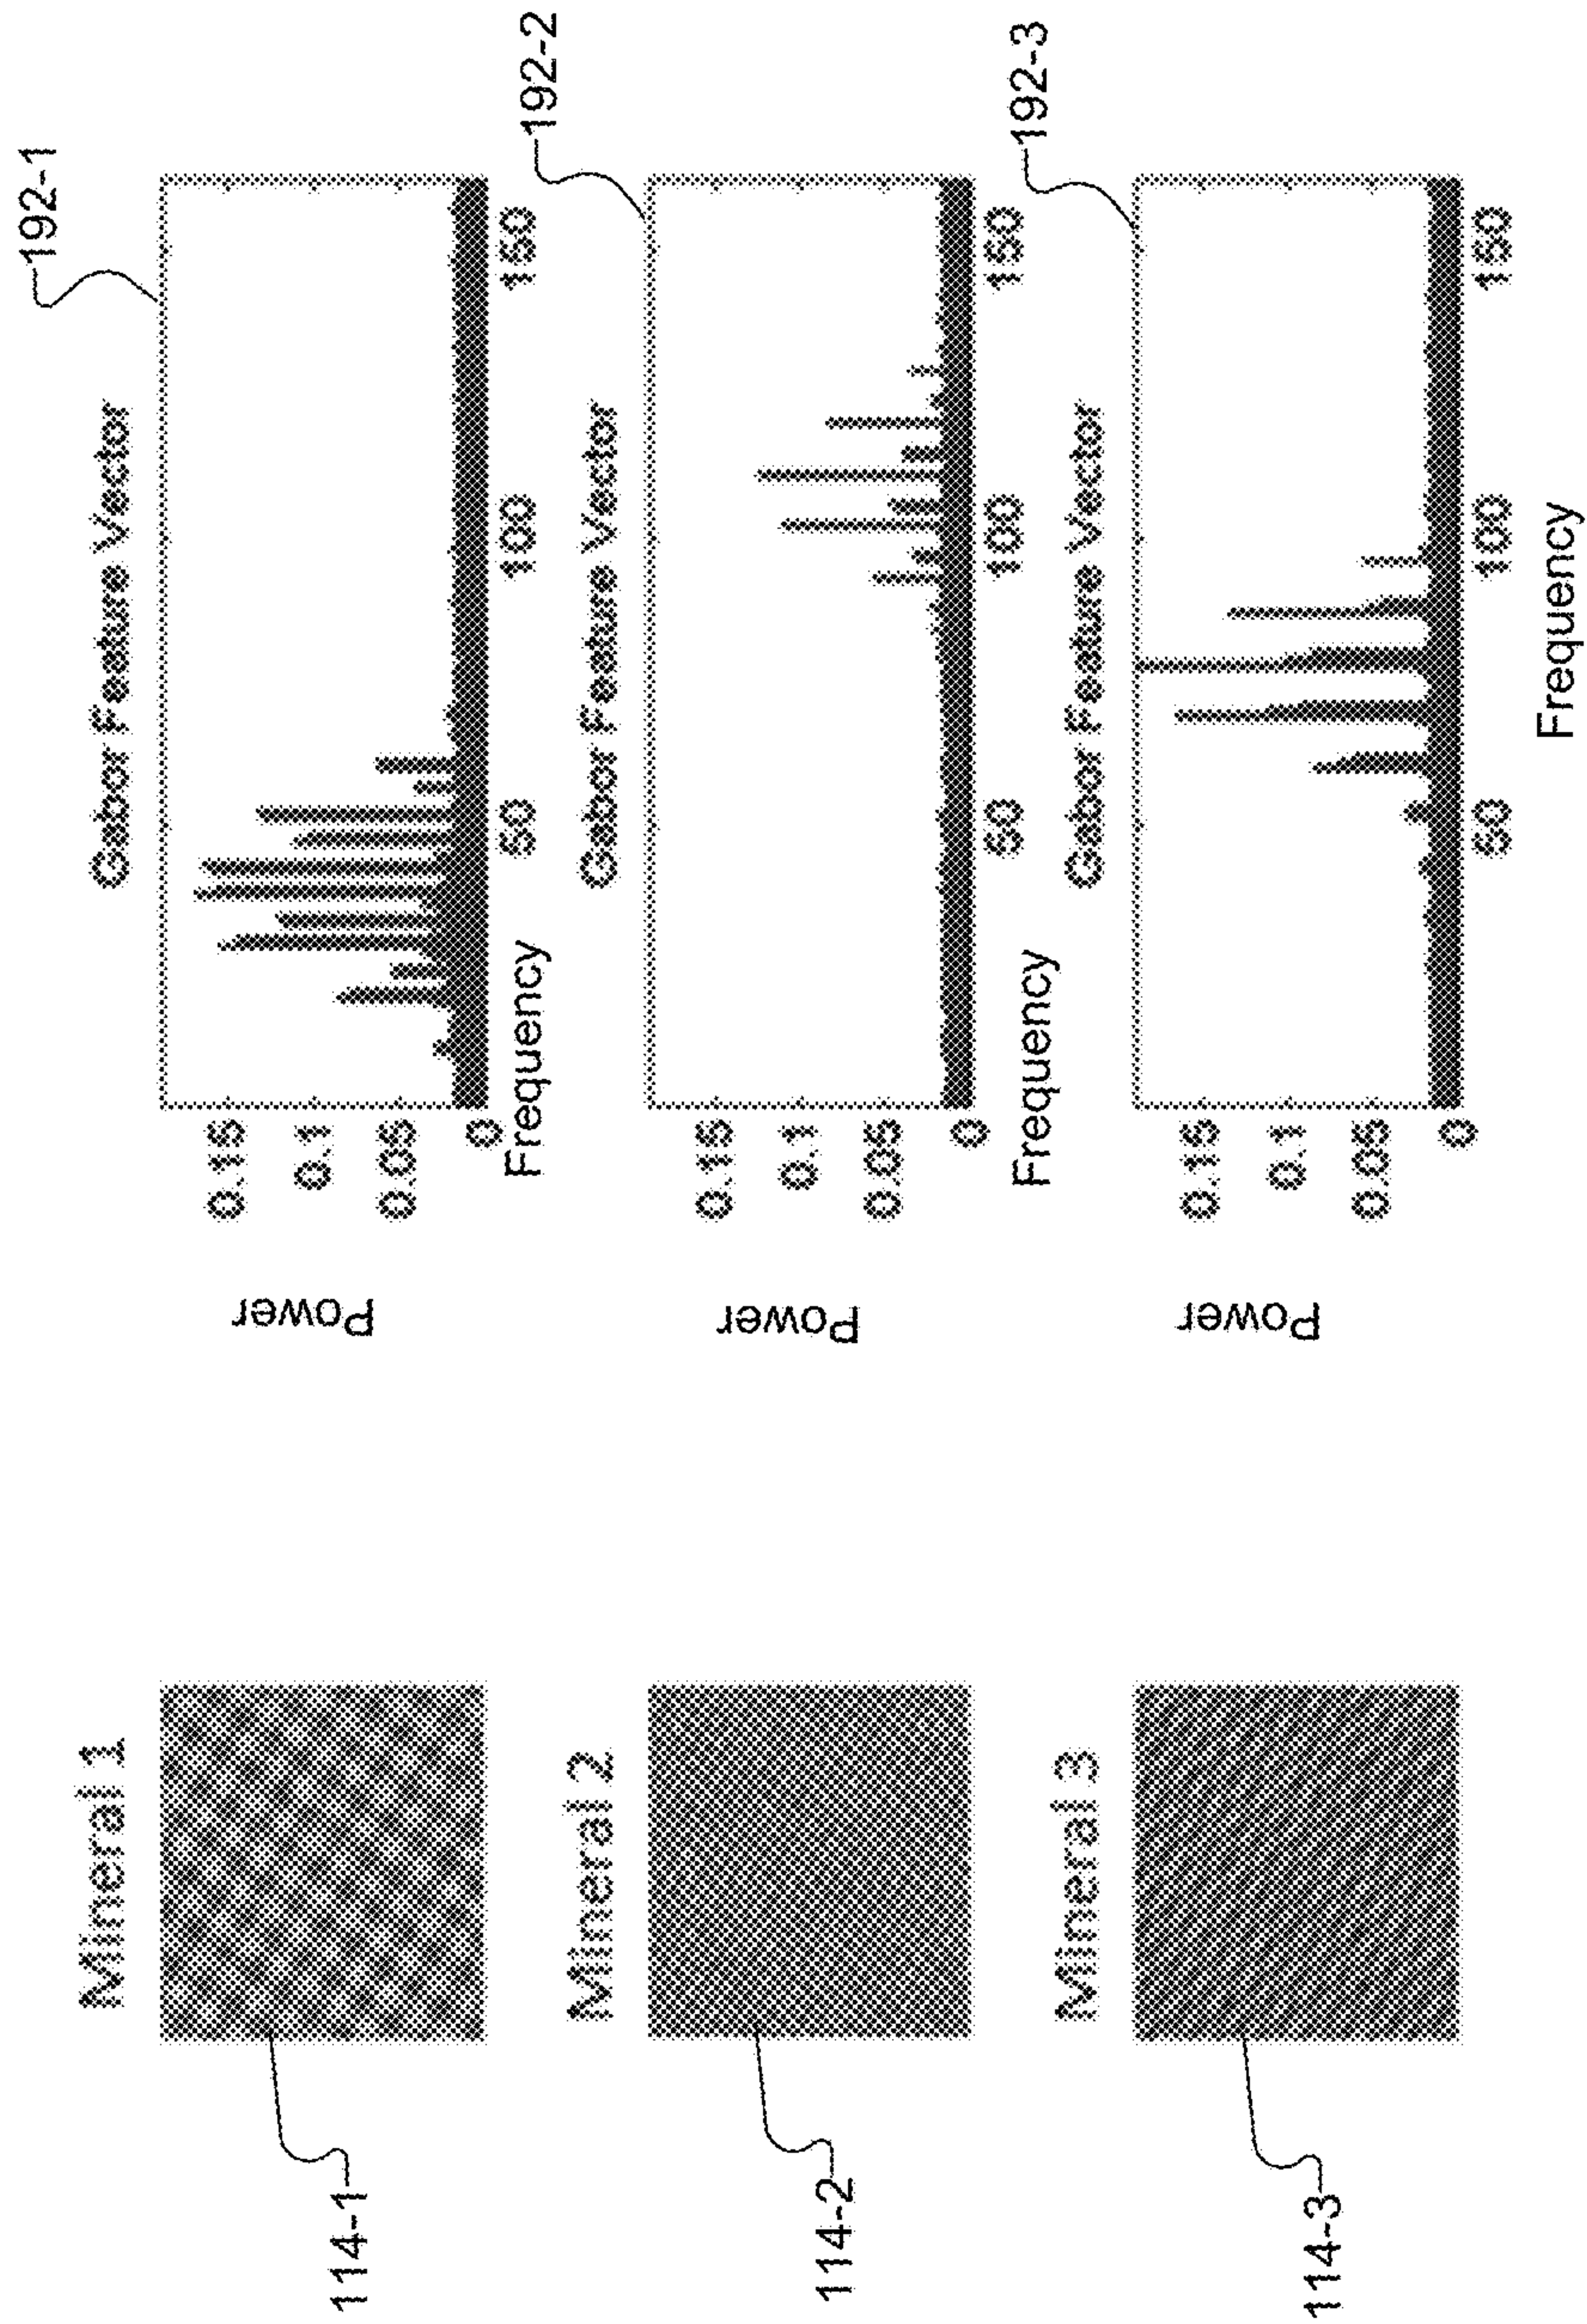 Mineral 1
114-1
Gabor Feature Vector
192-1
Power
0.15
0.1
0.05
0
50
100
150
Frequency
Mineral 2
114-2
Gabor Feature Vector
192-2
Power
0.15
0.1
0.05
0
50
100
150
Frequency
Mineral 3
114-3
Gabor Feature Vector
192-3
Power
0.15
0.1
0.05
0
50
100
150
Frequency